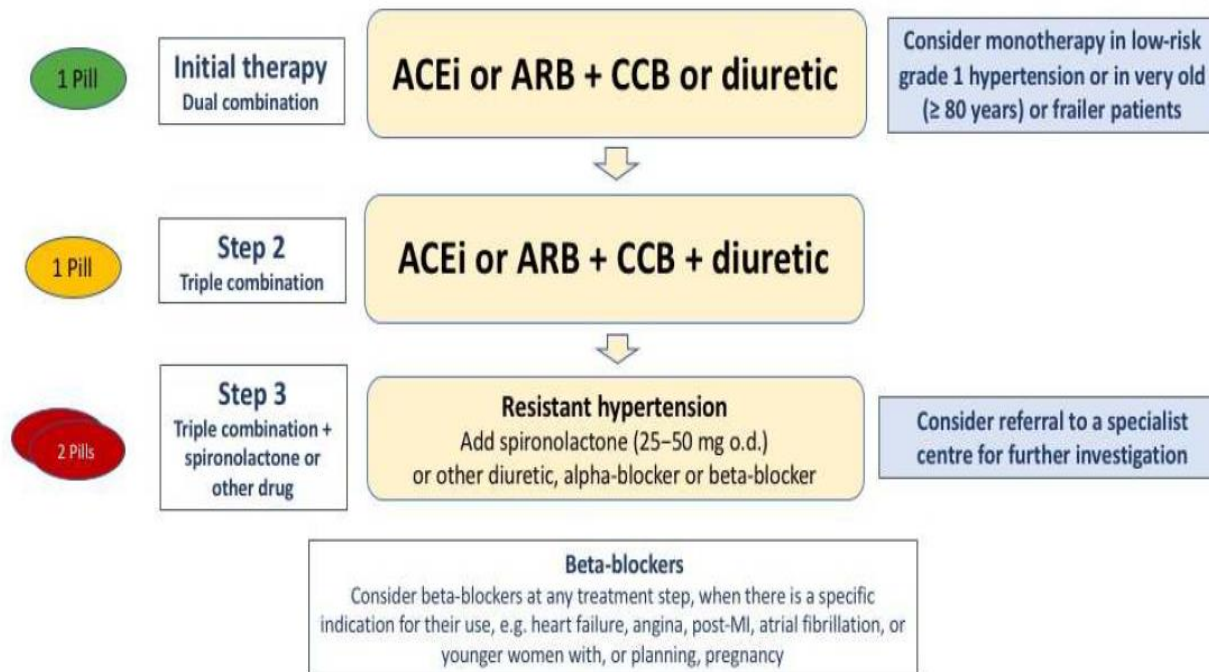 1 Pill
Initial therapy
Dual combination
ACEi or ARB + CCB or diuretic
Consider monotherapy in low-risk
grade 1 hypertension or in very old
(≥ 80 years) or frailer patients
1 Pill
Step 2
Triple combination
ACEi or ARB + CCB + diuretic
2 Pills
Step 3
Triple combination +
spironolactone or
other drug
Resistant hypertension
Add spironolactone (25–50 mg o.d.)
or other diuretic, alpha-blocker or beta-blocker
Consider referral to a specialist
centre for further investigation
Beta-blockers
Consider beta-blockers at any treatment step, when there is a specific
indication for their use, e.g. heart failure, angina, post-MI, atrial fibrillation, or
younger women with, or planning, pregnancy